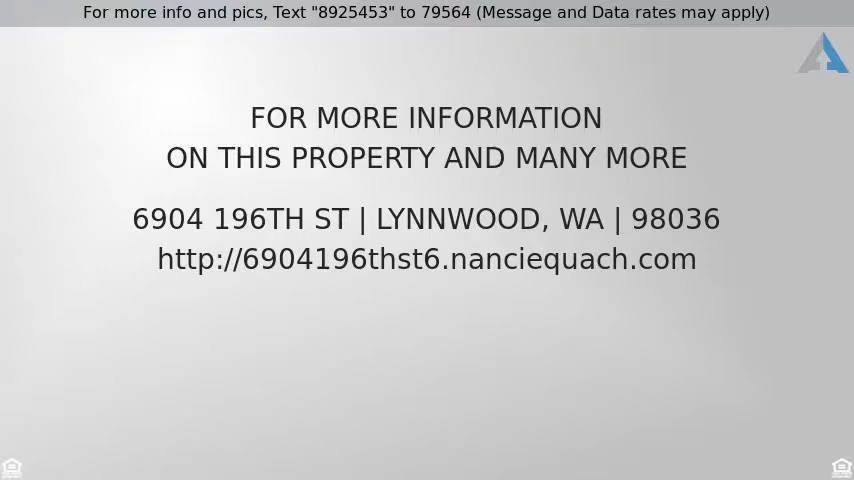 For more info and pics, Text "8925453" to 79564 (Message and Data rates may apply)
FOR MORE INFORMATION
ON THIS PROPERTY AND MANY MORE
6904 196TH ST | LYNNWOOD, WA | 98036
http://6904196thst6.nanciequach.com